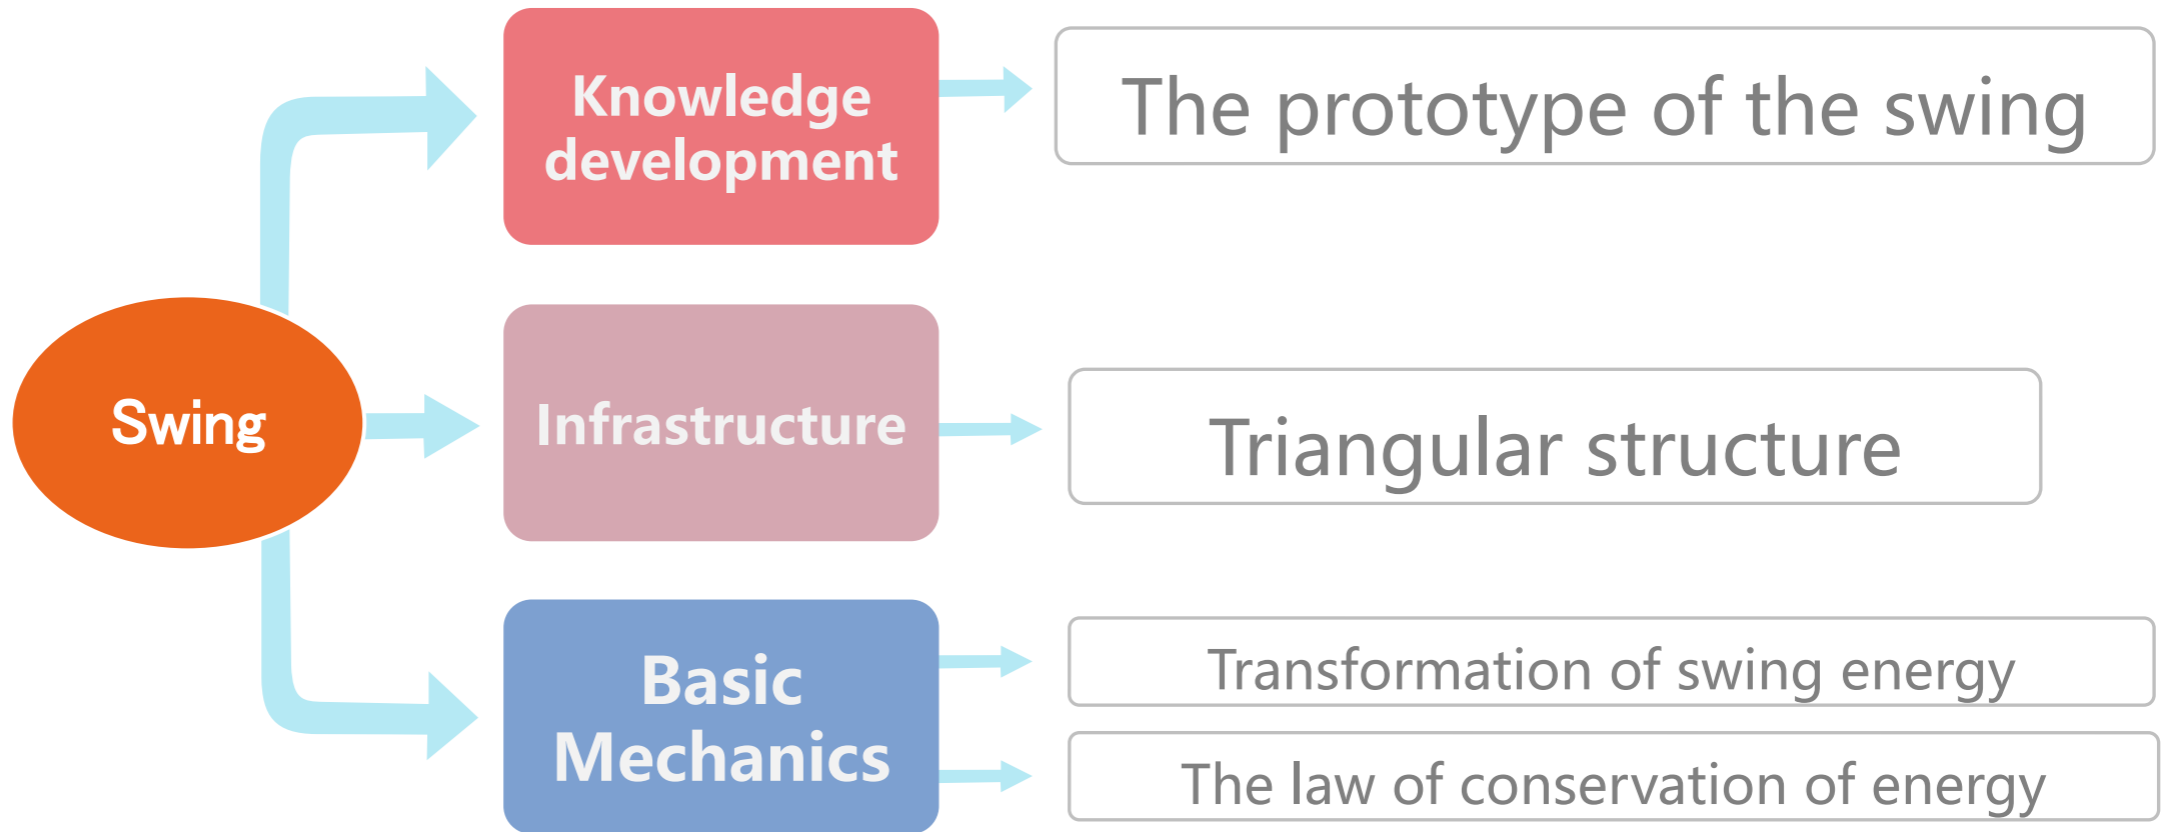 Swing
Knowledge
development
The prototype of the swing
Infrastructure
Triangular structure
Basic
Mechanics
Transformation of swing energy
The law of conservation of energy